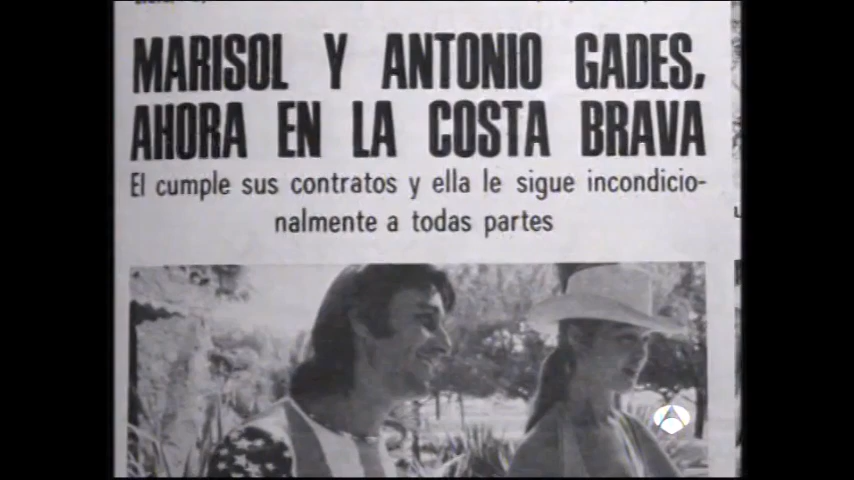 MARISOL Y ANTONIO GADES,
AHORA EN LA COSTA BRAVA
El cumple sus contratos y ella le sigue incondicio-
nalmente a todas partes